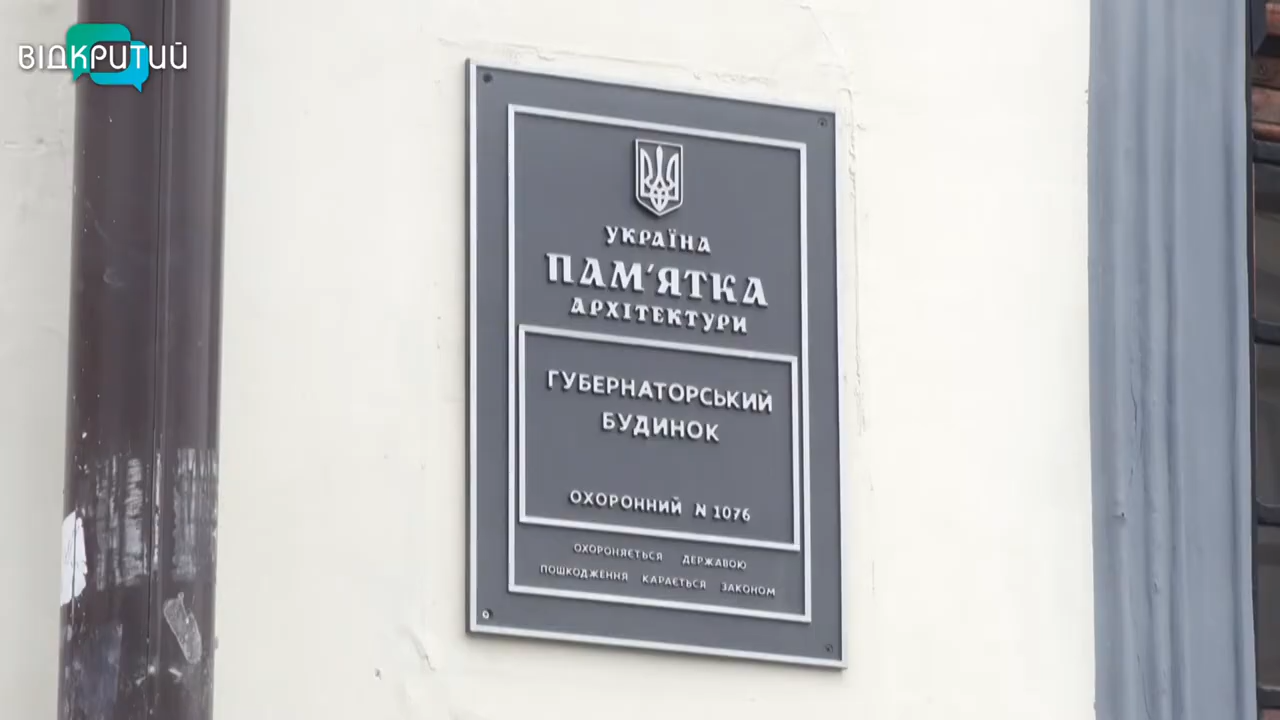 ВІДКРИТИЙ
УКРАЇНА
ПАМ'ЯТКА
АРХІТЕКТУРИ
ГУБЕРНАТОРСЬКИЙ
БУДИНОК
ОХОРОННИЙ N 1076
ОХОРОНЯЄТЬСЯ ДЕРЖАВОЮ
ПОШКОДЖЕННЯ КАРАЄТЬСЯ ЗАКОНОМ